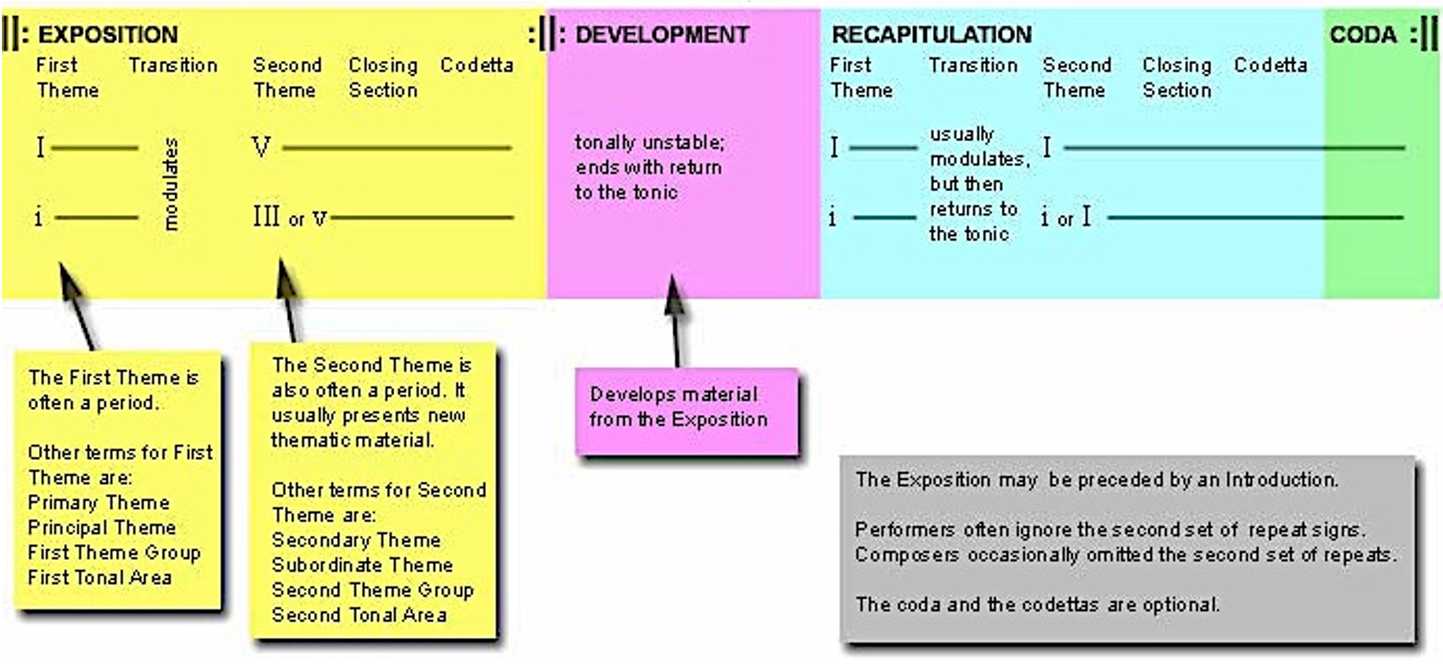 ||: EXPOSITION :||: DEVELOPMENT RECAPITULATION CODA :||
First Transition Second Closing Codetta First Transition Second Closing Codetta
Theme Theme Section Theme Theme Section
I modulates V
i III or v
tonally unstable;
ends with return
to the tonic
I usually I
modulates,
but then
i returns to i or I
the tonic
The First Theme is
often a period.
Other terms for First
Theme are:
Primary Theme
Principal Theme
First Theme Group
First Tonal Area
The Second Theme is
also often a period. It
usually presents new
thematic material.
Other terms for Second
Theme are:
Secondary Theme
Subordinate Theme
Second Theme Group
Second Tonal Area
Develops material
from the Exposition
The Exposition may be preceded by an Introduction.
Performers often ignore the second set of repeat signs.
Composers occasionally omitted the second set of repeats.
The coda and the codettas are optional.